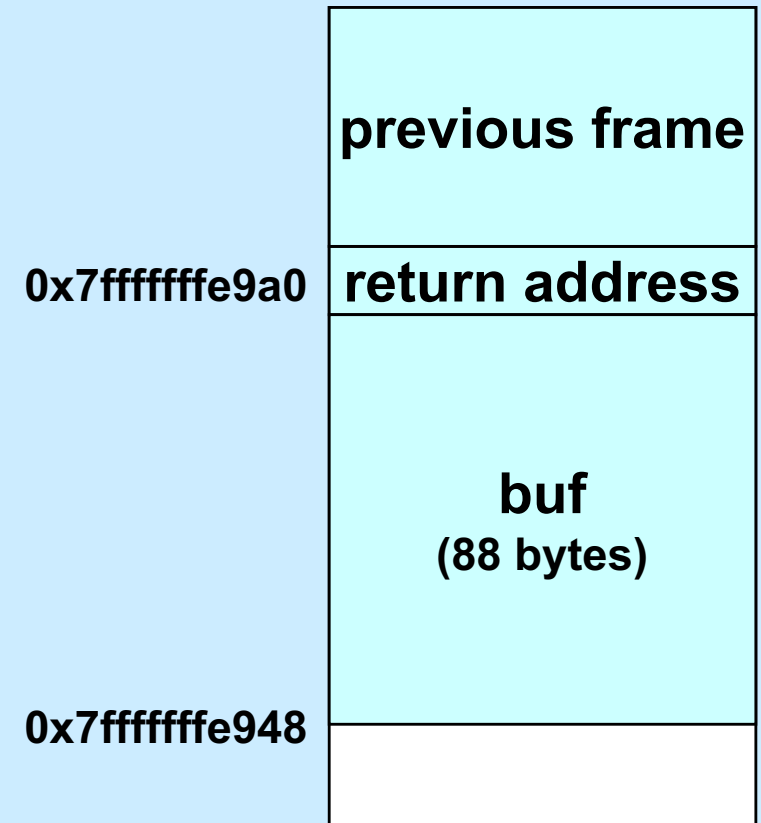 previous frame
0x7fffffffe9a0 return address
buf
(88 bytes)
0x7fffffffe948